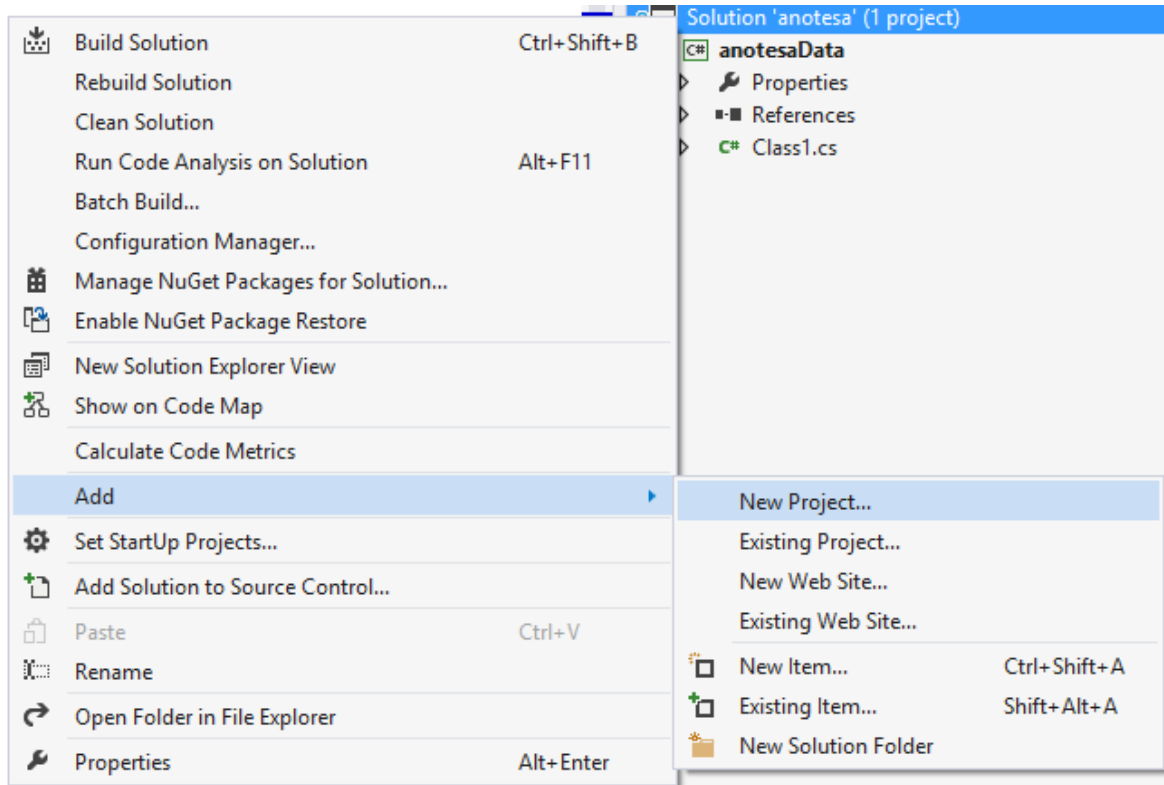 Solution 'anotesa' (1 project)
C# anotesaData
Properties
References
C# Class1.cs
Build Solution Ctrl+Shift+B
Rebuild Solution
Clean Solution
Run Code Analysis on Solution Alt+F11
Batch Build...
Configuration Manager...
Manage NuGet Packages for Solution...
Enable NuGet Package Restore
New Solution Explorer View
Show on Code Map
Calculate Code Metrics
Add
Set StartUp Projects...
Add Solution to Source Control...
Paste Ctrl+V
Rename
Open Folder in File Explorer
Properties Alt+Enter
New Project...
Existing Project...
New Web Site...
Existing Web Site...
New Item... Ctrl+Shift+A
Existing Item... Shift+Alt+A
New Solution Folder